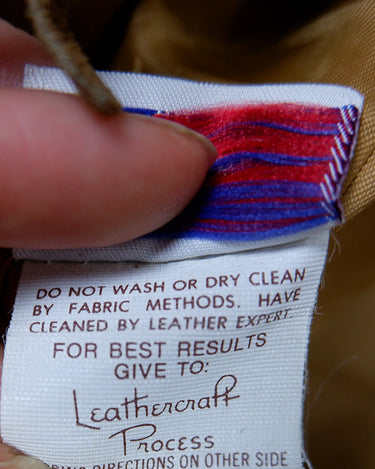 DO NOT WASH OR DRY CLEAN
BY FABRIC METHODS. HAVE
CLEANED BY LEATHER EXPERT.
FOR BEST RESULTS
GIVE TO:
Leathercraft
Process
DIRECTIONS ON OTHER SIDE